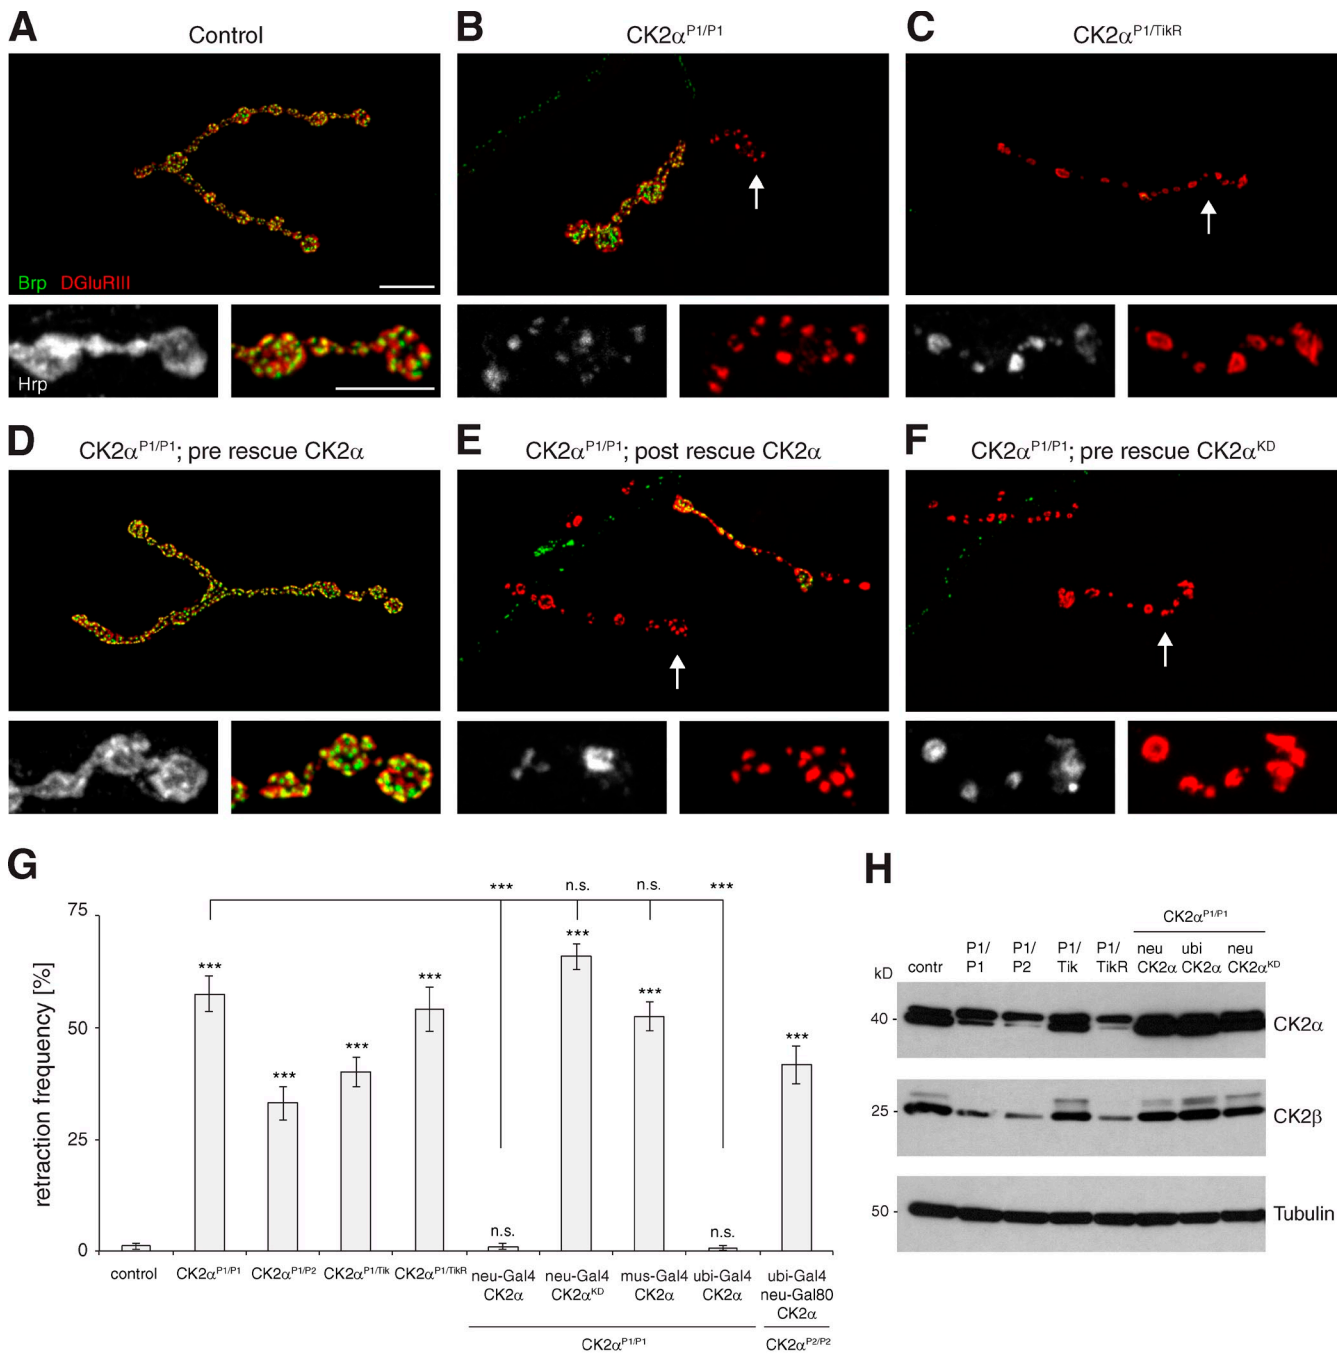 A
Control
Brp DGluRIII
Hrp
B
CK2α^P1/P1
C
CK2α^P1/TikR
D
CK2α^P1/P1; pre rescue CK2α
E
CK2α^P1/P1; post rescue CK2α
F
CK2α^P1/P1; pre rescue CK2α^KD
G
retraction frequency [%]
75
50
25
0
*** n.s. n.s. ***
*** *** *** *** n.s. *** *** n.s. ***
control CK2α^P1/P1 CK2α^P1/P2 CK2α^P1/Tik CK2α^P1/TikR neu-Gal4 neu-Gal4 mus-Gal4 ubi-Gal4 ubi-Gal4
CK2α CK2α^KD CK2α CK2α neu-Gal80
CK2α
CK2α^P1/P1 CK2α^P2/P2
H
CK2α^P1/P1
P1/ P1/ P1/ P1/ neu ubi neu
kD contr P1 P2 Tik TikR CK2α CK2α CK2α^KD
40 - CK2α
25 - CK2β
50 - Tubulin